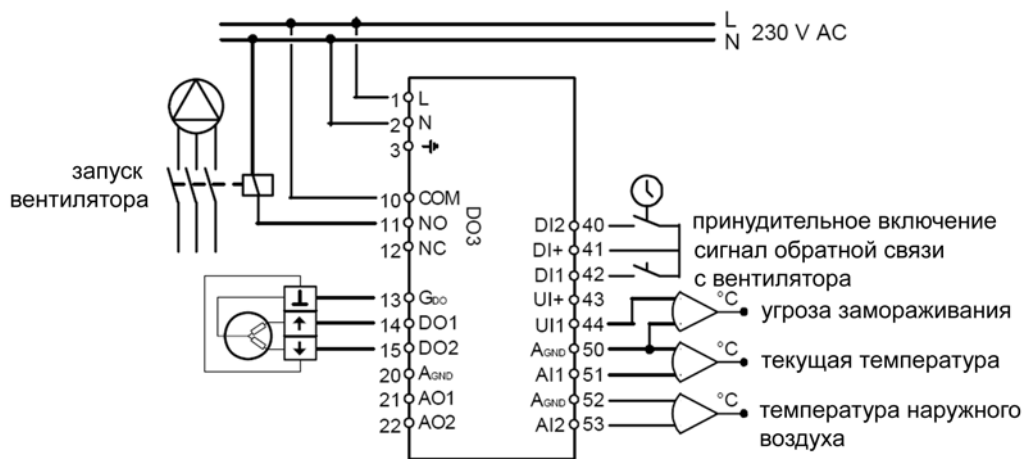 L
N 230 V AC
1 L
2 N
3
запуск
вентилятора
10 COM
11 NO
12 NC
DO3
13 GDO
14 DO1
15 DO2
20 AGND
21 AO1
22 AO2
DI2 40
DI+ 41
DI1 42
UI+ 43
UI1 44
AGND 50
AI1 51
AGND 52
AI2 53
принудительное включение
сигнал обратной связи
с вентилятора
°C
угроза замораживания
°C
текущая температура
°C
температура наружного
воздуха